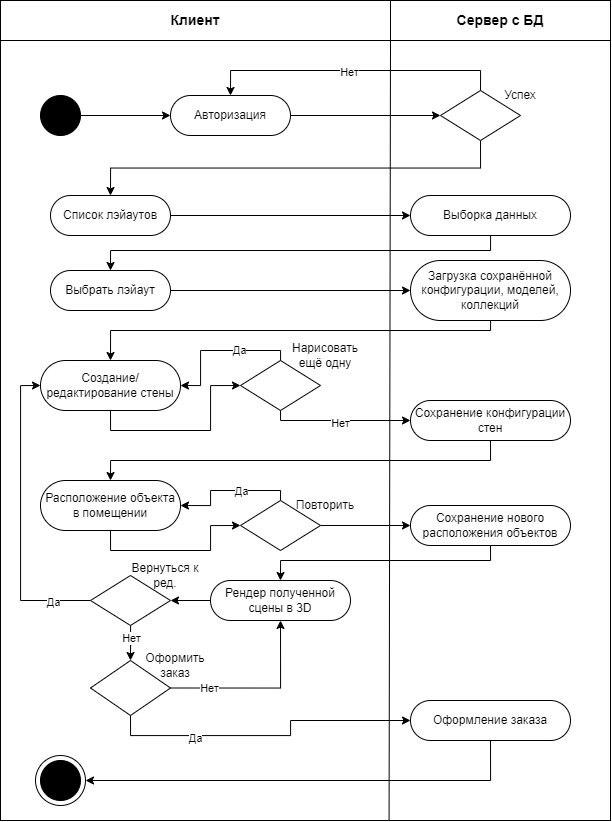 Клиент
Сервер с БД
Нет
Успех
Авторизация
Список лэйаутов
Выборка данных
Выбрать лэйаут
Загрузка сохранённой
конфигурации, моделей,
коллекций
Нарисовать
ещё одну
Да
Создание/
редактирование стены
Нет
Сохранение конфигурации
стен
Да
Расположение объекта
в помещении
Повторить
Сохранение нового
расположения объектов
Вернуться к
ред.
Рендер полученной
сцены в 3D
Да
Нет
Оформить
заказ
Нет
Да
Оформление заказа